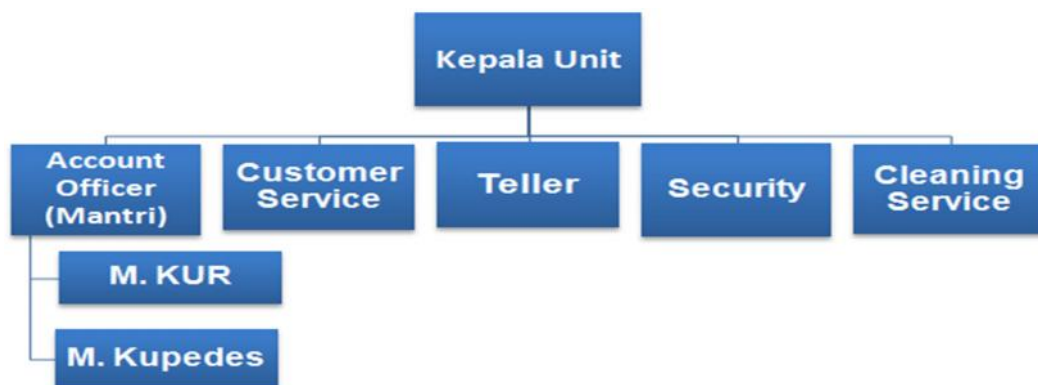 Kepala Unit
Account
Officer
(Mantri)
Customer
Service
Teller
Security
Cleaning
Service
M. KUR
M. Kupedes